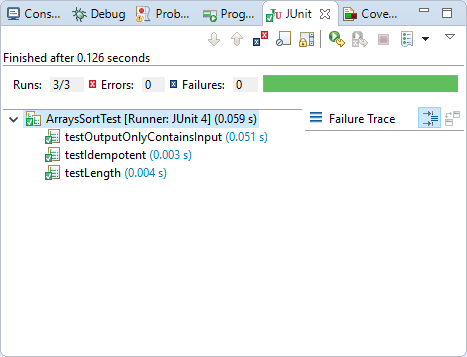 Cons... Debug Prob... Prog... JUnit Cove...
Finished after 0.126 seconds
Runs: 3/3 Errors: 0 Failures: 0
ArraysSortTest [Runner: JUnit 4] (0.059 s)
Failure Trace
testOutputOnlyContainsInput (0.051 s)
testIdempotent (0.003 s)
testLength (0.004 s)